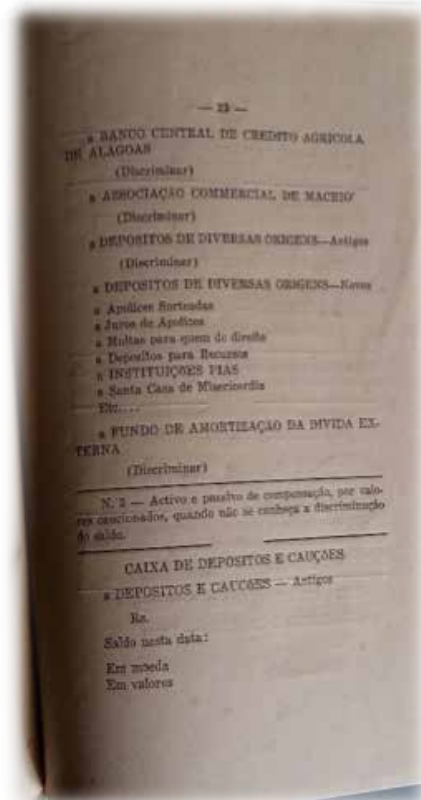 — 23 —
a BANCO CENTRAL DE CREDITO AGRICOLA
DE ALAGOAS
(Discriminar)
a ASSOCIAÇÃO COMMERCIAL DE MACEIO'
(Discriminar)
a DEPOSITOS DE DIVERSAS ORIGENS—Antigos
(Discriminar)
a DEPOSITOS DE DIVERSAS ORIGENS—Novos
a Apolices Sorteadas
a Juros de Apolices
a Multas para quem de direito
a Depositos para Recursos
a INSTITUIÇÕES PIAS
a Santa Casa de Misericordia
Etc....
a FUNDO DE AMORTIZAÇÃO DA DIVIDA EX-
TERNA
(Discriminar)
N.º 2 — Activo e passivo de compensação, por valo-
res caucionados, quando não se conheça a discriminação
do saldo.
CAIXA DE DEPOSITOS E CAUÇÕES
a DEPOSITOS E CAUÇÕES — Antigos
Rs.
Saldo nesta data:
Em moeda
Em valores